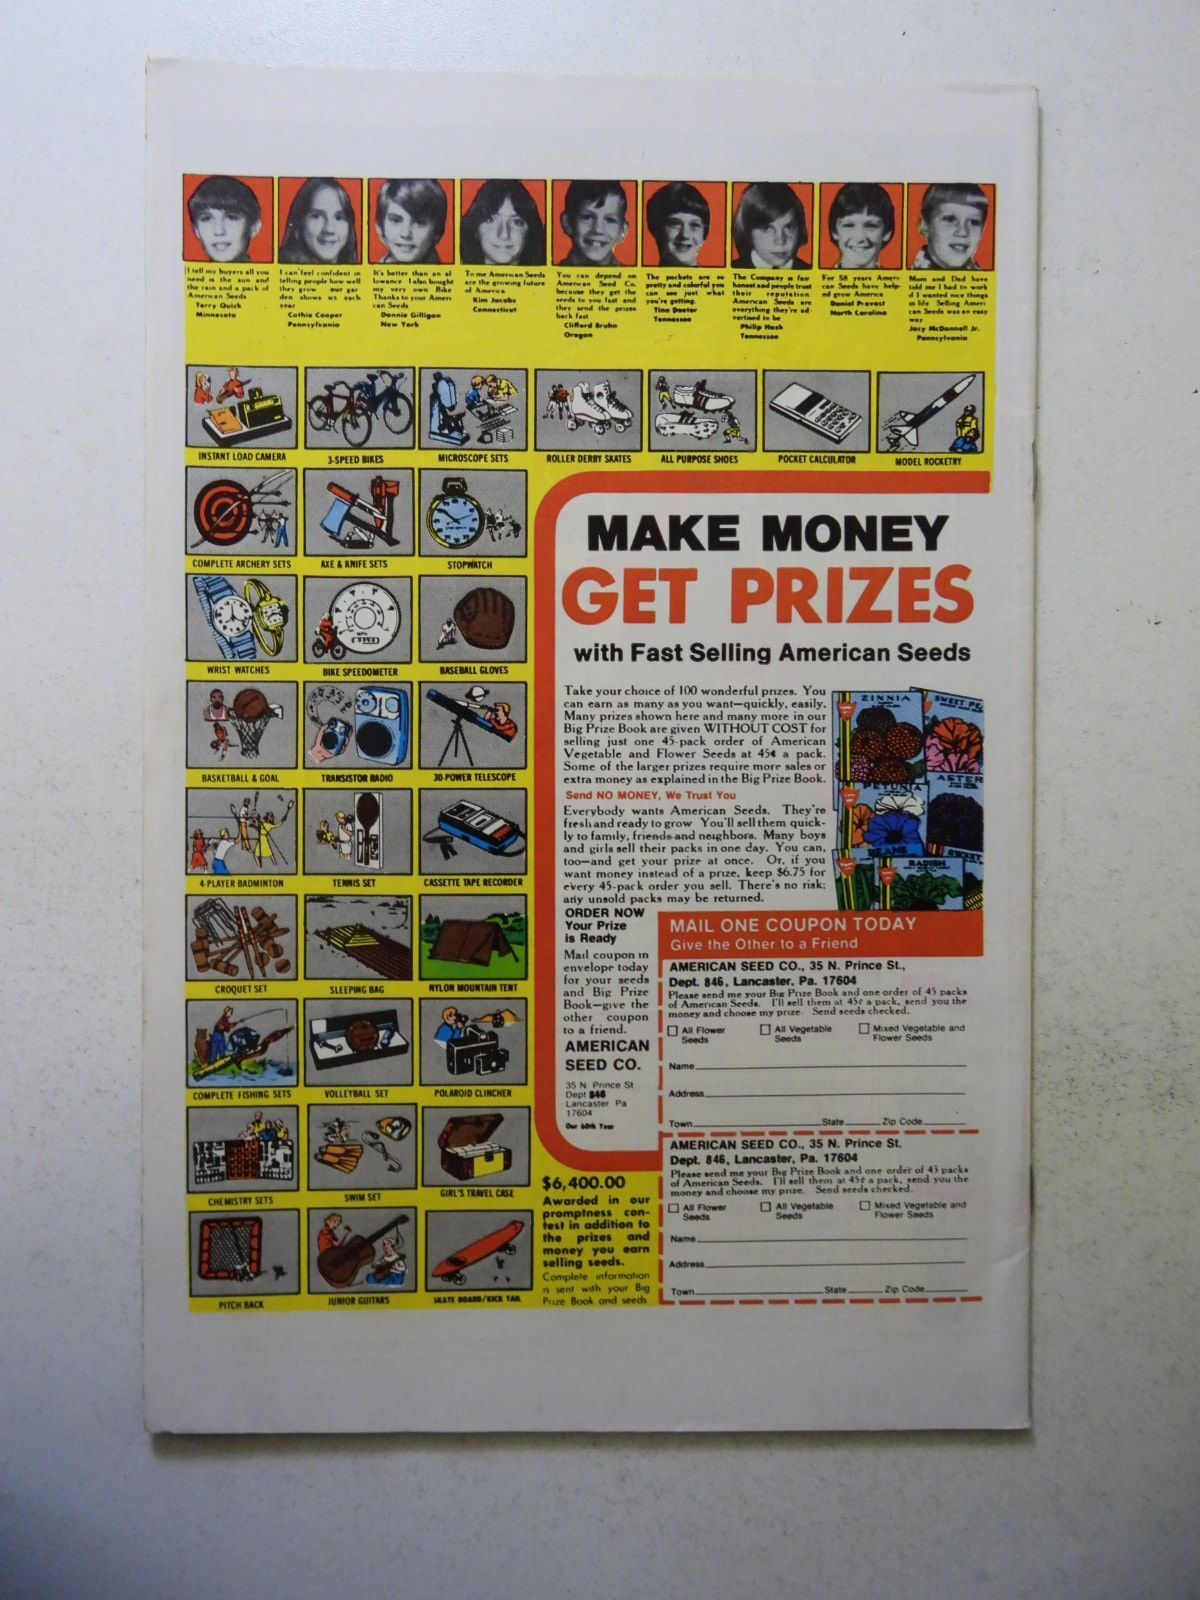 I tell my buyers all you
need is the sun and
the rain and a pack of
American Seeds
Terry Quick
Minnesota
I can feel confident in
telling people how well
they grow our gar
den shows us each
year
Cathie Cooper
Pennsylvania
It's better than an al
lowance I also bought
my very own Bike
Thanks to your Ameri
can Seeds
Donnie Gilligan
New York
To me American Seeds
are the growing future
of America
Kim Jacobs
Connecticut
You can depend on
American Seed Co.
because they get the
seeds to you fast and
they send the prizes
back fast
Clifford Bruhn
Oregon
The packets are so
pretty and colorful you
can see just what
you're getting.
Tina Doster
Tennessee
The Company is fair
honest and people trust
their reputation
American Seeds are
everything they're ad-
vertised to be
Philip Nash
Tennessee
For 58 years Ameri-
can Seeds have help-
ed grow America
Daniel Provost
North Carolina
Mom and Dad have
told me I had to work
if I wanted nice things
in life Selling Ameri
can Seeds was an easy
way
Jacy McDonnell Jr.
Pennsylvania
INSTANT LOAD CAMERA
3-SPEED BIKES
MICROSCOPE SETS
ROLLER DERBY SKATES
ALL PURPOSE SHOES
POCKET CALCULATOR
MODEL ROCKETRY
COMPLETE ARCHERY SETS
AXE & KNIFE SETS
STOPWATCH
WRIST WATCHES
BIKE SPEEDOMETER
BASEBALL GLOVES
BASKETBALL & GOAL
TRANSISTOR RADIO
30-POWER TELESCOPE
4-PLAYER BADMINTON
TENNIS SET
CASSETTE TAPE RECORDER
CROQUET SET
SLEEPING BAG
NYLON MOUNTAIN TENT
COMPLETE FISHING SETS
VOLLEYBALL SET
POLAROID CLINCHER
CHEMISTRY SETS
SWIM SET
GIRL'S TRAVEL CASE
PITCH BACK
JUNIOR GUITARS
SKATE BOARD/KICK TAIL
MAKE MONEY
GET PRIZES
with Fast Selling American Seeds
Take your choice of 100 wonderful prizes. You
can earn as many as you want—quickly, easily.
Many prizes shown here and many more in our
Big Prize Book are given WITHOUT COST for
selling just one 45-pack order of American
Vegetable and Flower Seeds at 45¢ a pack.
Some of the larger prizes require more sales or
extra money as explained in the Big Prize Book.
Send NO MONEY, We Trust You
Everybody wants American Seeds. They're
fresh and ready to grow You'll sell them quick-
ly to family, friends and neighbors. Many boys
and girls sell their packs in one day. You can,
too—and get your prize at once. Or, if you
want money instead of a prize, keep $6.75 for
every 45-pack order you sell. There's no risk;
any unsold packs may be returned.
ZINNIA
SWEET PE
ASTER
PETUNIA
BEANS
RADISH
SWEET
ORDER NOW
Your Prize
is Ready
Mail coupon in
envelope today
for your seeds
and Big Prize
Book—give the
other coupon
to a friend.
AMERICAN
SEED CO.
35 N. Prince St
Dept 846
Lancaster Pa
17604
Our 60th Year
MAIL ONE COUPON TODAY
Give the Other to a Friend
AMERICAN SEED CO., 35 N. Prince St.,
Dept. 846, Lancaster, Pa. 17604
Please send me your Big Prize Book and one order of 45 packs
of American Seeds. I'll sell them at 45¢ a pack, send you the
money and choose my prize. Send seeds checked.
All Flower Seeds
All Vegetable Seeds
Mixed Vegetable and Flower Seeds
Name
Address
Town State Zip Code
AMERICAN SEED CO., 35 N. Prince St.
Dept. 846, Lancaster, Pa. 17604
Please send me your Big Prize Book and one order of 45 packs
of American Seeds. I'll sell them at 45¢ a pack, send you the
money and choose my prize. Send seeds checked.
All Flower Seeds
All Vegetable Seeds
Mixed Vegetable and Flower Seeds
Name
Address
Town State Zip Code
$6,400.00
Awarded in our
promptness con-
test in addition to
the prizes and
money you earn
selling seeds.
Complete information
is sent with your Big
Prize Book and seeds